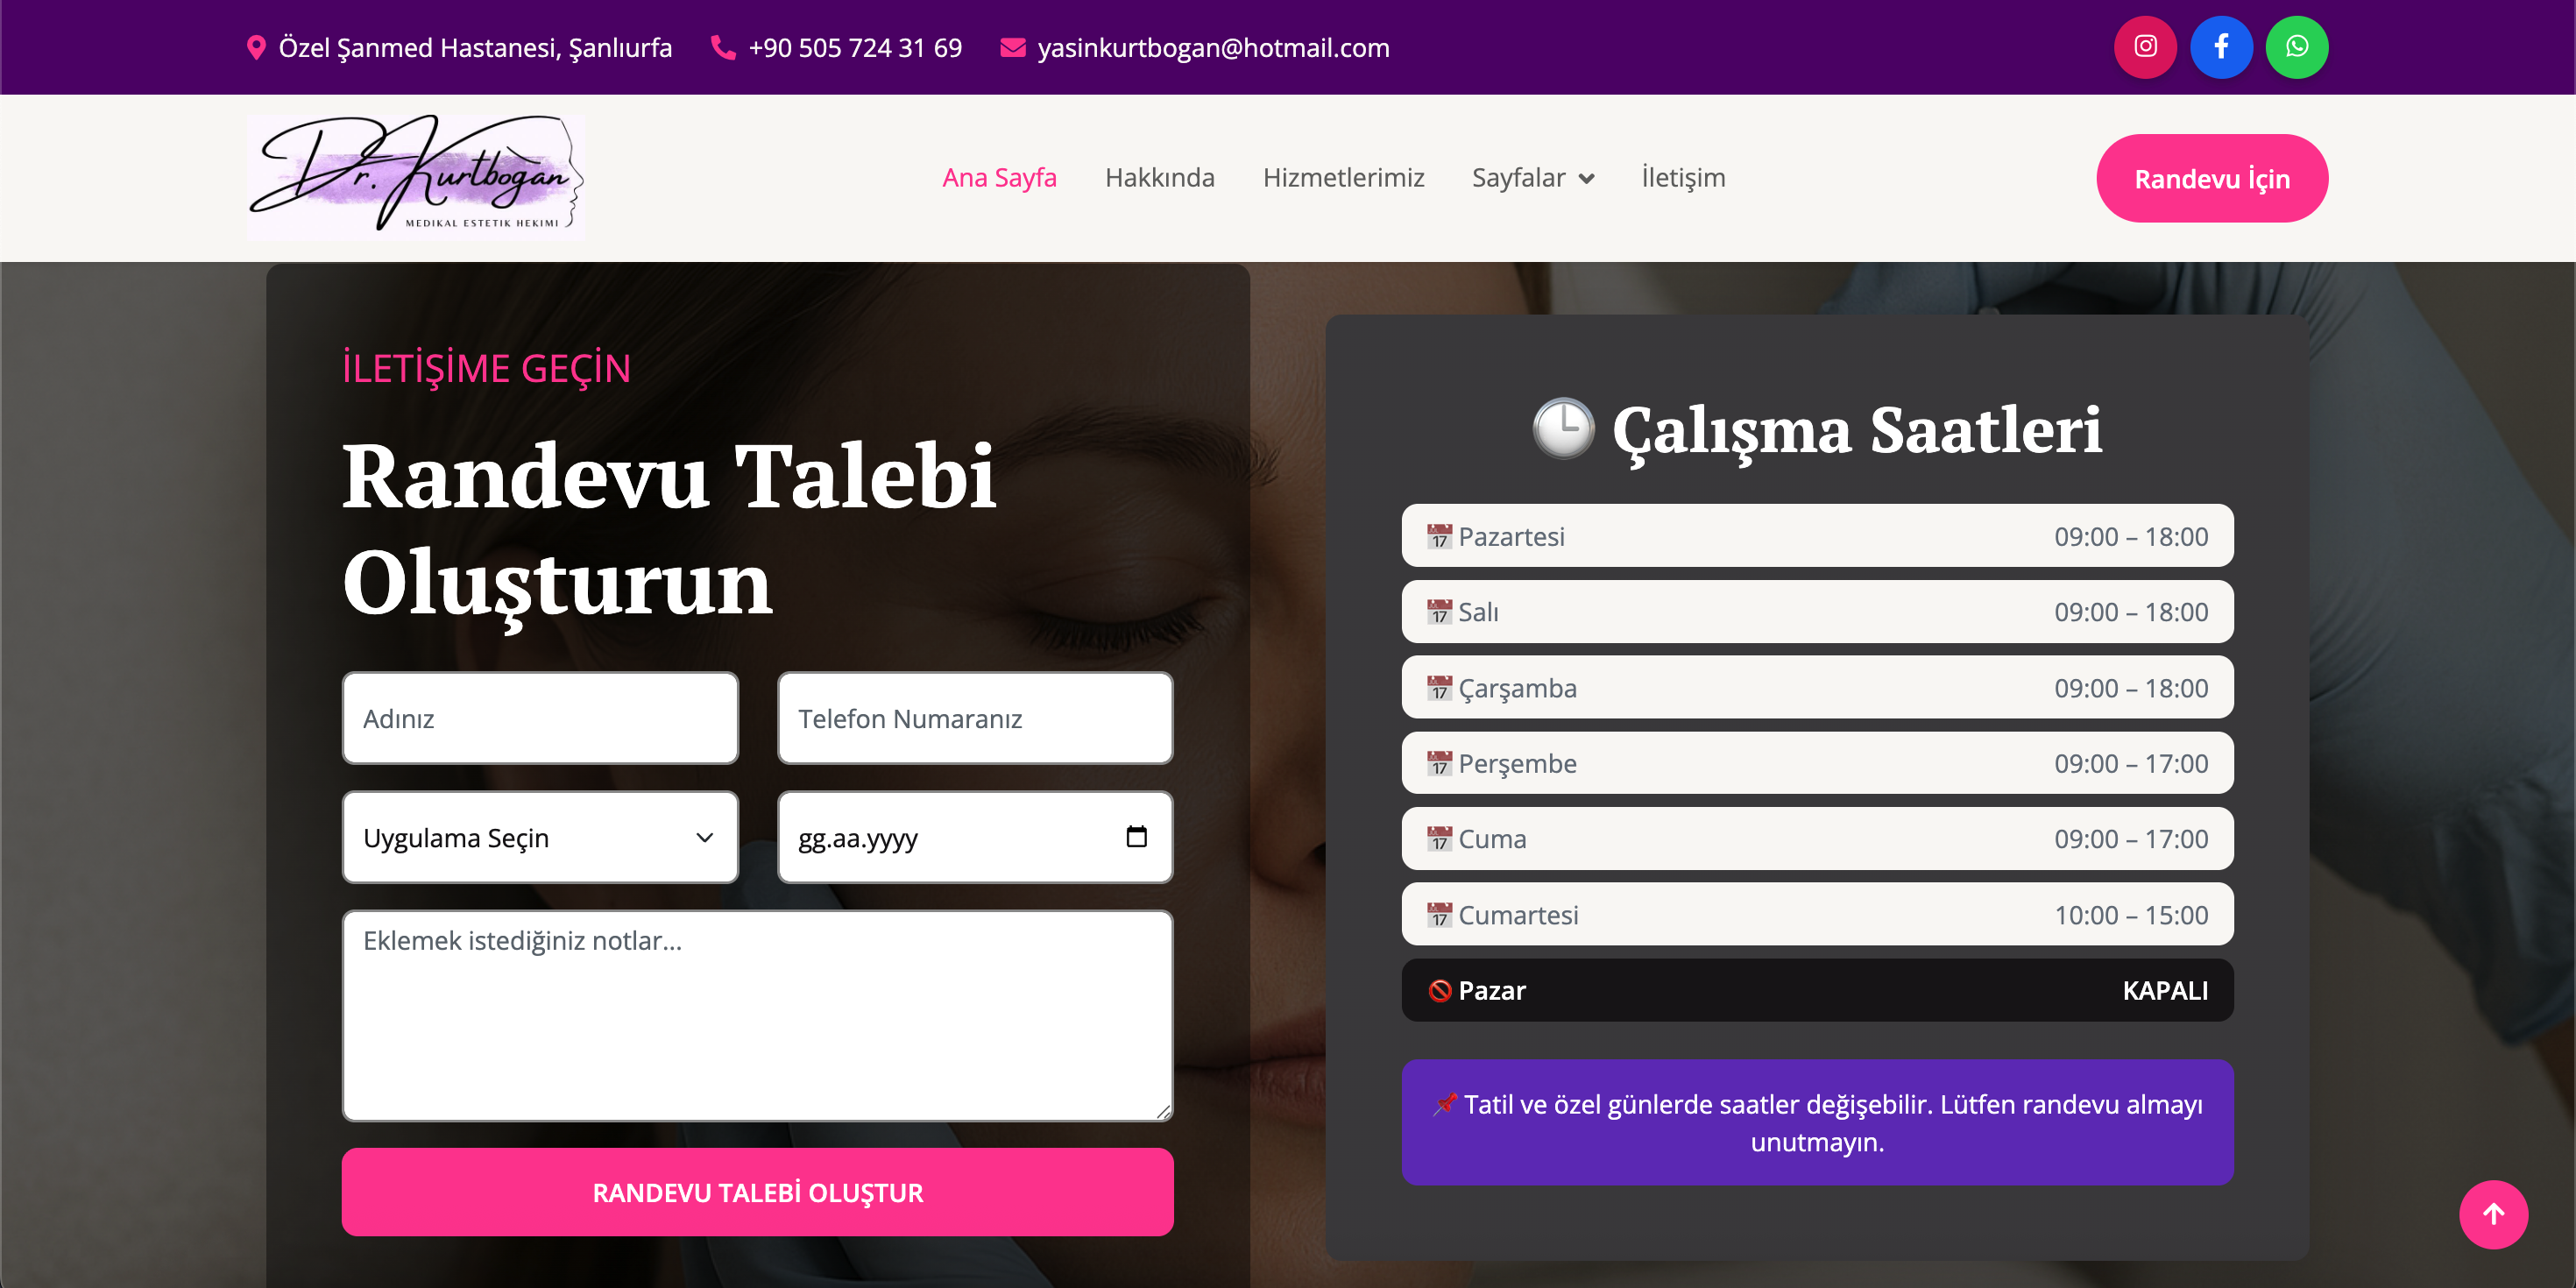 Özel Şanmed Hastanesi, Şanlıurfa
+90 505 724 31 69
yasinkurtbogan@hotmail.com
Dr. Kurtboğan
MEDIKAL ESTETIK HEKIMI
Ana Sayfa
Hakkında
Hizmetlerimiz
Sayfalar
İletişim
Randevu İçin
İLETİŞİME GEÇİN
Randevu Talebi
Oluşturun
Adınız
Telefon Numaranız
Uygulama Seçin
gg.aa.yyyy
Eklemek istediğiniz notlar...
RANDEVU TALEBİ OLUŞTUR
🕒 Çalışma Saatleri
📅 Pazartesi 09:00 – 18:00
📅 Salı 09:00 – 18:00
📅 Çarşamba 09:00 – 18:00
📅 Perşembe 09:00 – 17:00
📅 Cuma 09:00 – 17:00
📅 Cumartesi 10:00 – 15:00
🚫 Pazar KAPALI
📌 Tatil ve özel günlerde saatler değişebilir. Lütfen randevu almayı
unutmayın.